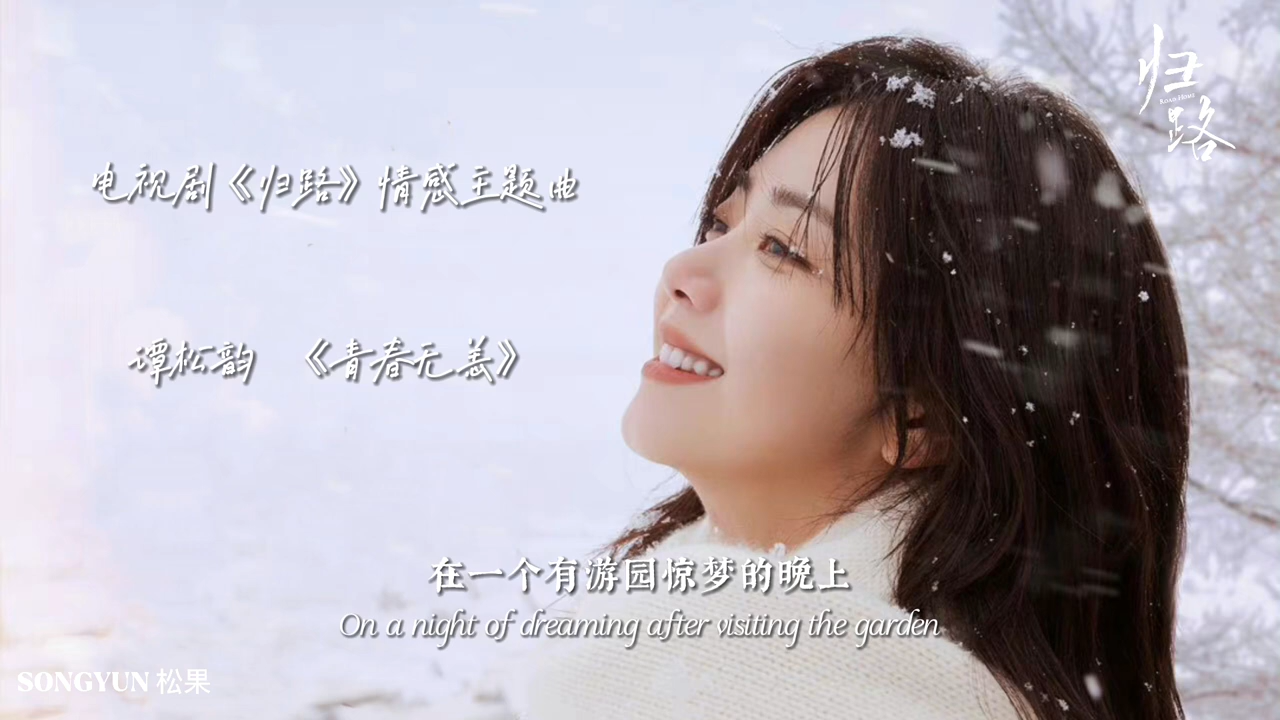 归路
ROAD HOME
电视剧《归路》情感主题曲
谭松韵 《青春无恙》
在一个有游园惊梦的晚上
On a night of dreaming after visiting the garden
SONGYUN 松果